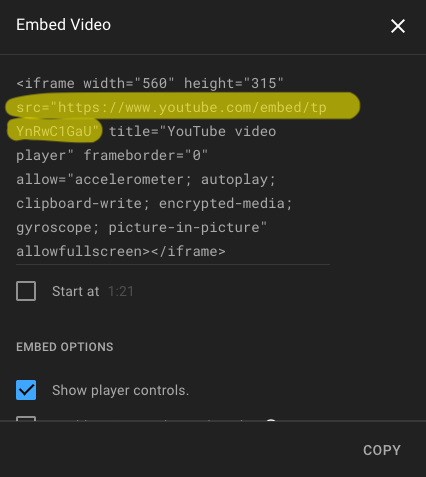 Embed Video
<iframe width="560" height="315"
src="https://www.youtube.com/embed/tp
YnRwC1GaU" title="YouTube video
player" frameborder="0"
allow="accelerometer; autoplay;
clipboard-write; encrypted-media;
gyroscope; picture-in-picture"
allowfullscreen></iframe>
Start at 1:21
EMBED OPTIONS
Show player controls.
COPY